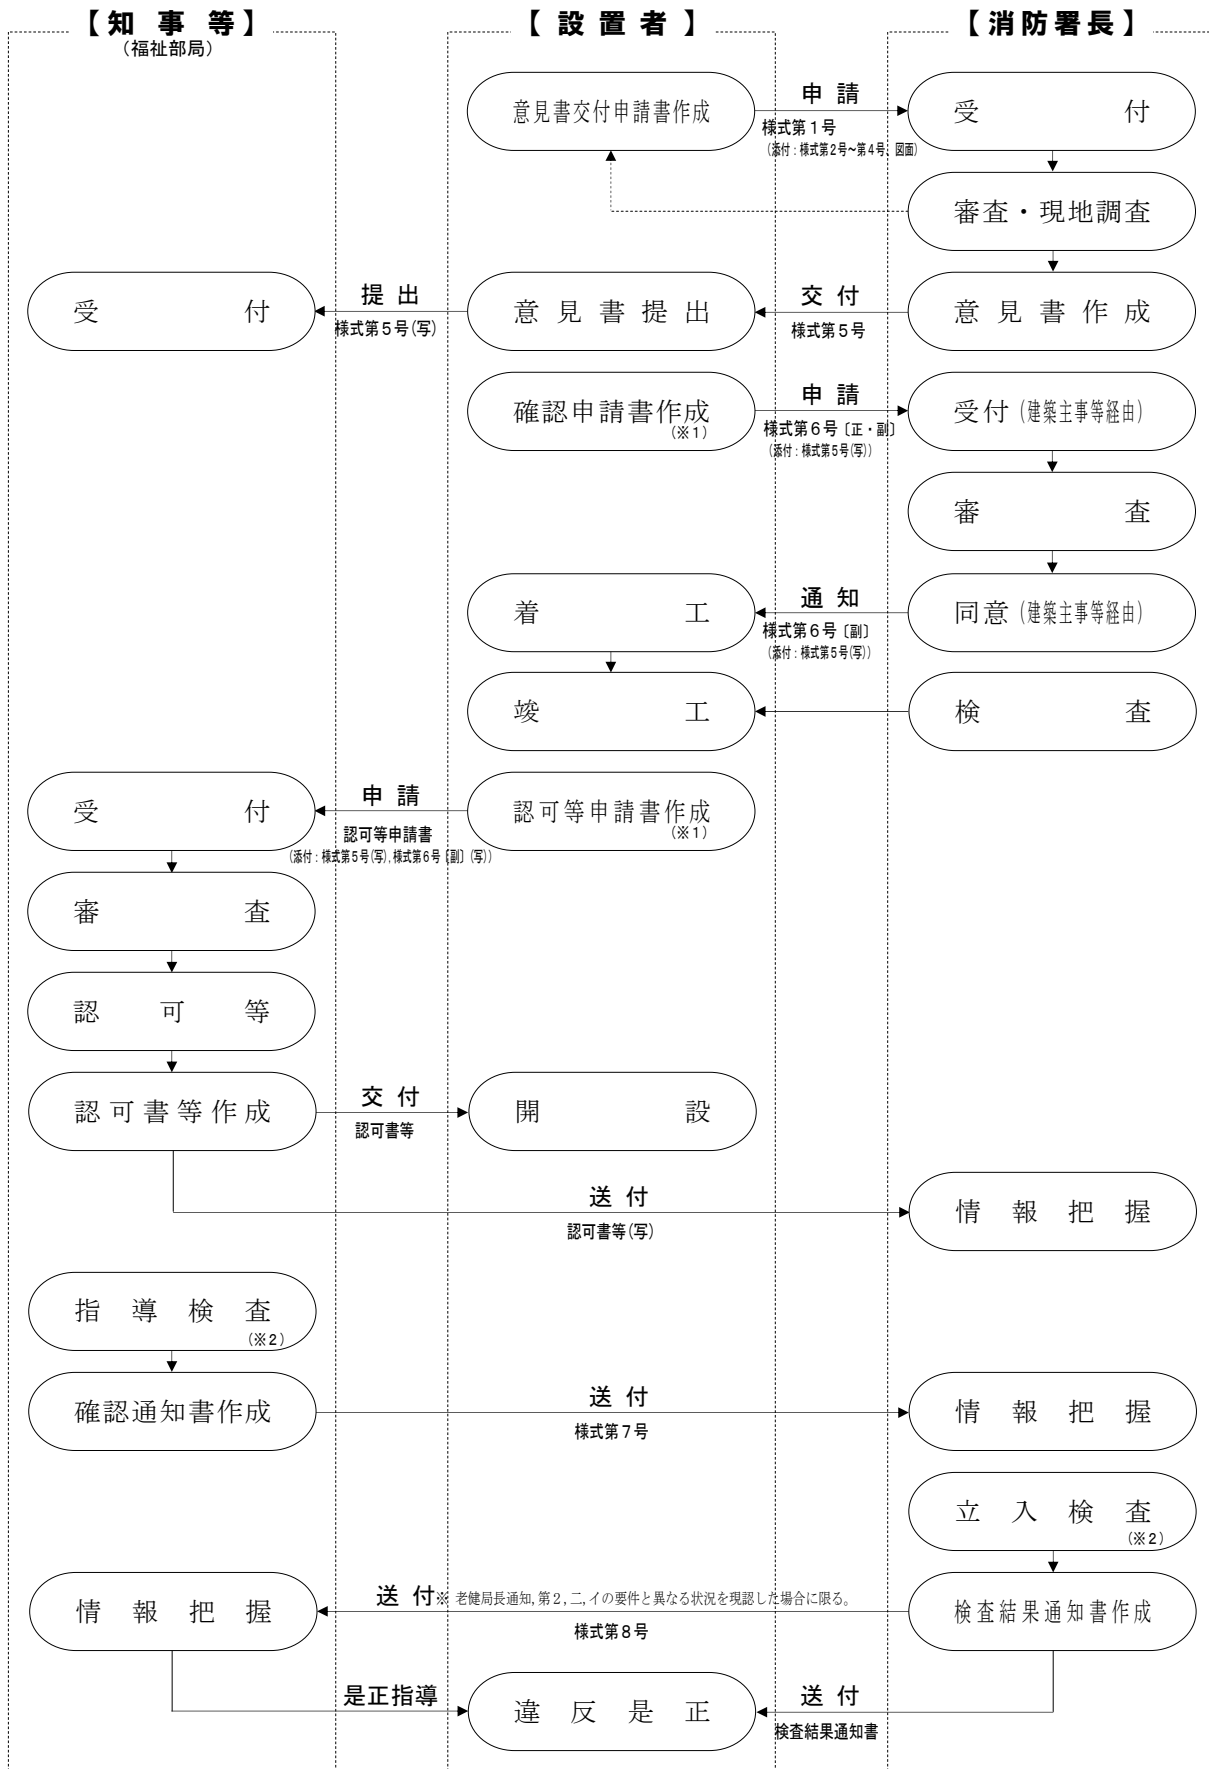 【知事等】
(福祉部局)
【設置者】
【消防署長】
意見書交付申請書作成
申請
様式第1号
(添付:様式第2号~第4号、図面)
受付
審査・現地調査
受付
提出
様式第5号(写)
意見書提出
交付
様式第5号
意見書作成
確認申請書作成
(※1)
申請
様式第6号〔正・副〕
(添付:様式第5号(写))
受付(建築主事等経由)
審査
着工
通知
様式第6号〔副〕
(添付:様式第5号(写))
同意(建築主事等経由)
竣工
検査
受付
申請
認可等申請書
(添付:様式第5号(写),様式第6号〔副〕(写))
認可等申請書作成
(※1)
審査
認可等
認可書等作成
交付
認可書等
開設
送付
認可書等(写)
情報把握
指導検査
(※2)
確認通知書作成
送付
様式第7号
情報把握
立入検査
(※2)
情報把握
送付※ 老健局長通知,第2,二,イの要件と異なる状況を現認した場合に限る。
様式第8号
検査結果通知書作成
是正指導
違反是正
送付
検査結果通知書